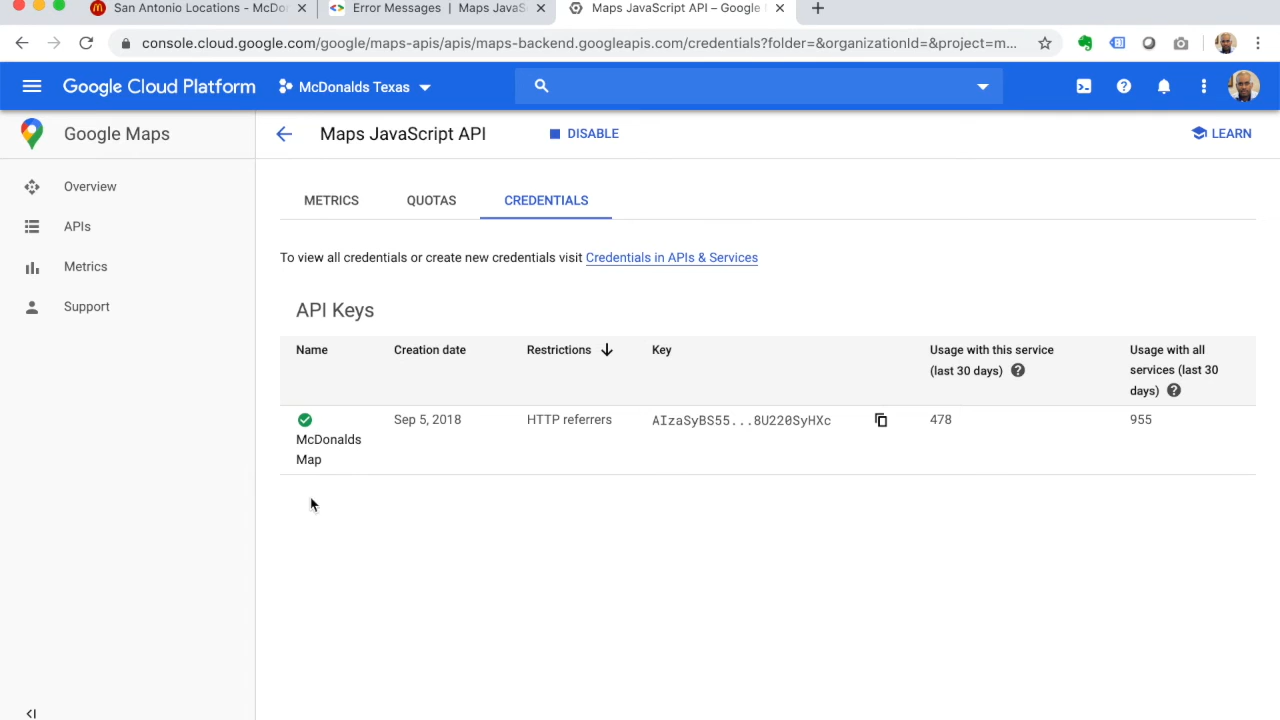 San Antonio Locations - McDo
Error Messages | Maps JavaS
Maps JavaScript API – Google
console.cloud.google.com/google/maps-apis/apis/maps-backend.googleapis.com/credentials?folder=&organizationId=&project=m...
Google Cloud Platform
McDonalds Texas
Google Maps
Maps JavaScript API
DISABLE
LEARN
Overview
APIs
Metrics
Support
METRICS
QUOTAS
CREDENTIALS
To view all credentials or create new credentials visit Credentials in APIs & Services
API Keys
Name
Creation date
Restrictions
Key
Usage with this service
(last 30 days)
Usage with all
services (last 30
days)
McDonalds
Map
Sep 5, 2018
HTTP referrers
AIzaSyBS55...8U220SyHXc
478
955